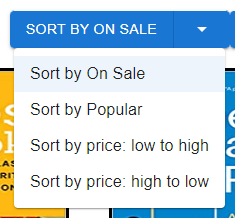 SORT BY ON SALE
Sort by On Sale
Sort by Popular
Sort by price: low to high
Sort by price: high to low